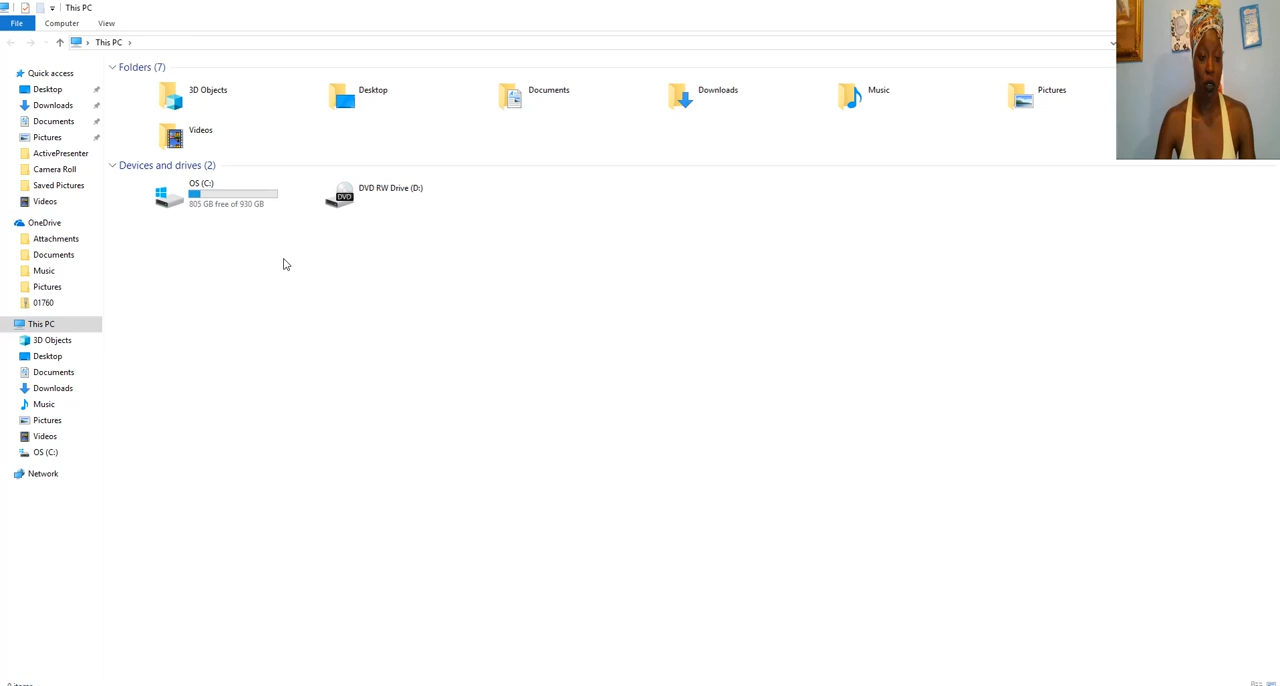 This PC
File Computer View
This PC
Quick access
Desktop
Downloads
Documents
Pictures
ActivePresenter
Camera Roll
Saved Pictures
Videos
OneDrive
Attachments
Documents
Music
Pictures
01760
This PC
3D Objects
Desktop
Documents
Downloads
Music
Pictures
Videos
OS (C:)
Network
Folders (7)
3D Objects
Desktop
Documents
Downloads
Music
Pictures
Videos
Devices and drives (2)
OS (C:)
805 GB free of 930 GB
DVD RW Drive (D:)
DVD